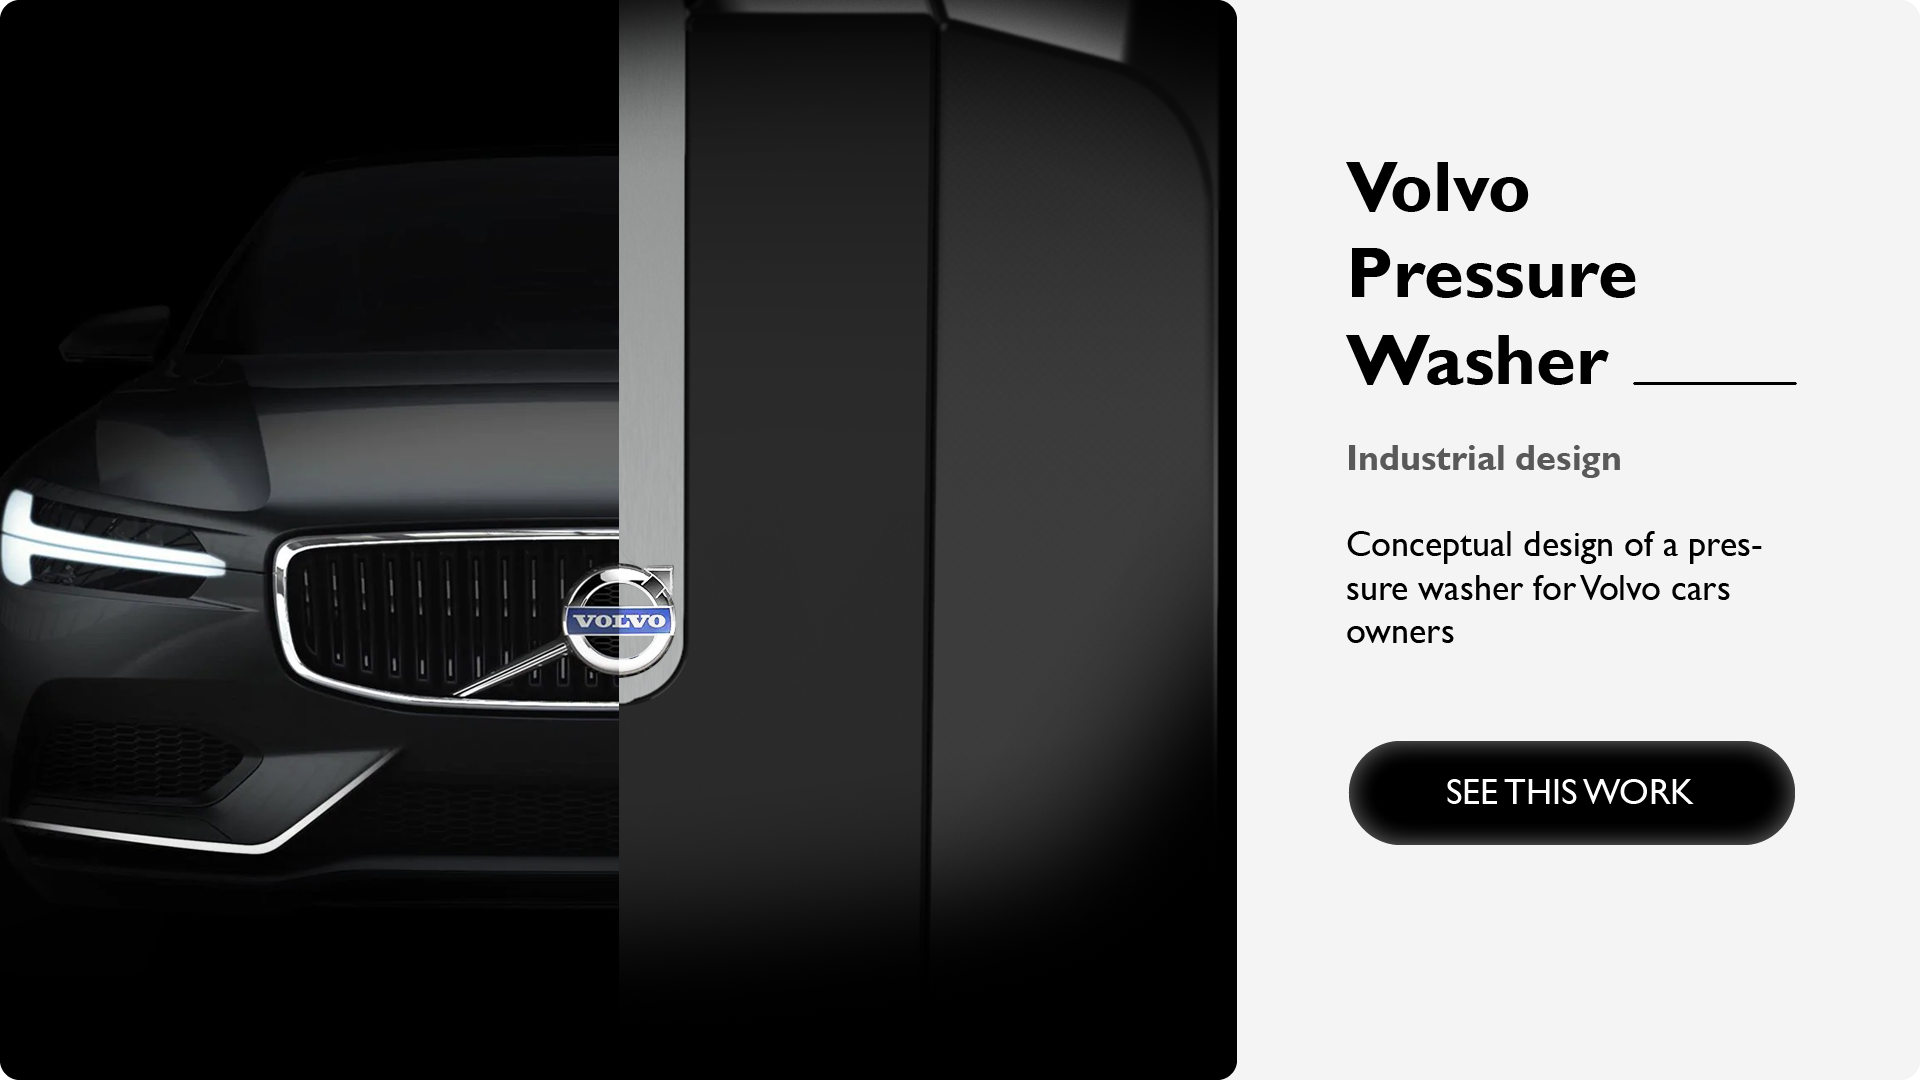 VOLVO
Volvo
Pressure
Washer
Industrial design
Conceptual design of a pres-
sure washer for Volvo cars
owners
SEE THIS WORK